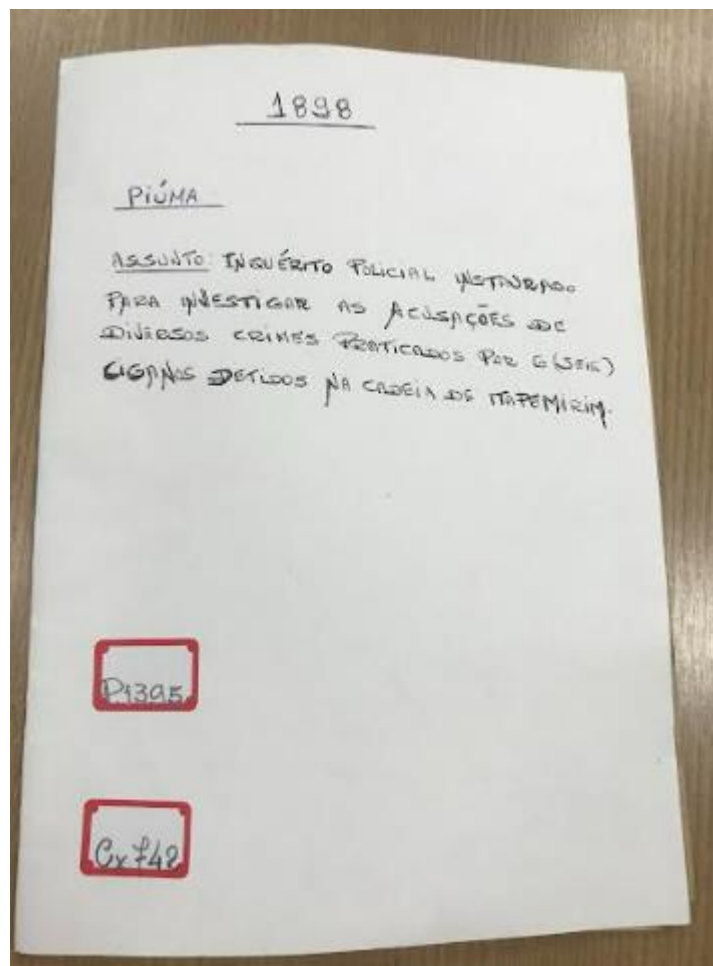 1898
PIÚMA
ASSUNTO: INQUÉRITO POLICIAL INSTAURADO
PARA INVESTIGAR AS ACUSAÇÕES DE
DIVERSOS CRIMES PRATICADOS POR 6 (SEIS)
CIGANOS DETIDOS NA CADEIA DE ITAPEMIRIM.
P.1395
Cx 742